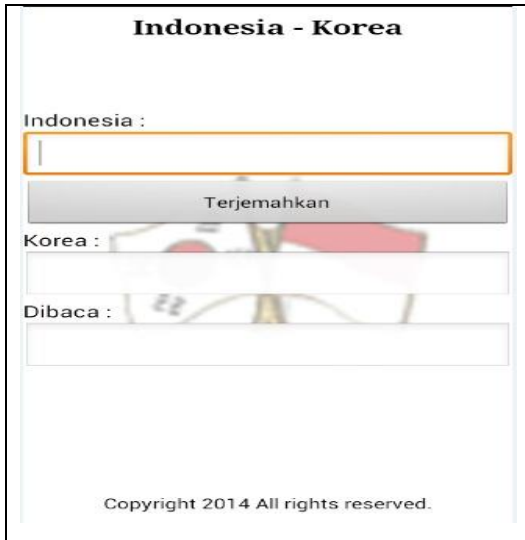 Indonesia - Korea
Indonesia :
Terjemahkan
Korea :
Dibaca :
Copyright 2014 All rights reserved.